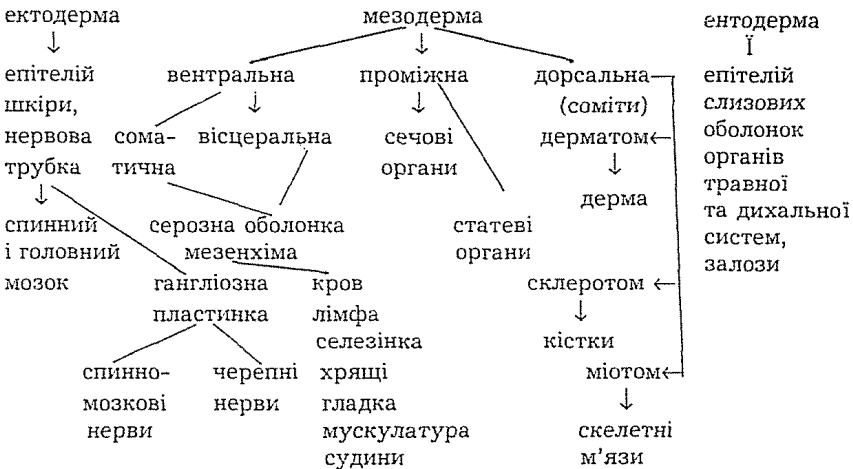 ектодерма
мезодерма
ентодерма
Ї
епітелій
шкіри,
нервова
трубка
спинний
і головний
мозок
вентральна
сома-
тична
вісцеральна
серозна оболонка
мезенхіма
гангліозна
пластинка
спинно-
мозкові
нерви
черепні
нерви
кров
лімфа
селезінка
хрящі
гладка
мускулатура
судини
проміжна
сечові
органи
статеві
органи
дорсальна
(соміти)
дерматом
дерма
склеротом
кістки
міотом
скелетні
м'язи
епітелій
слизових
оболонок
органів
травної
та дихальної
систем,
залози